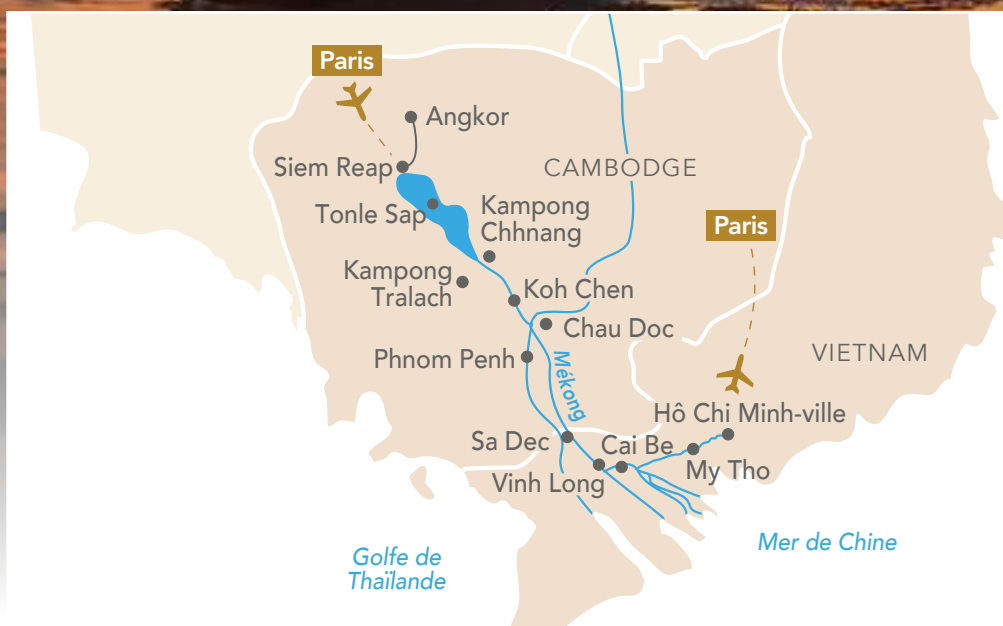 Paris
Angkor
Siem Reap
CAMBODGE
Tonle Sap
Kampong
Chhnang
Paris
Kampong
Tralach
Koh Chen
Chau Doc
Phnom Penh
Mékong
VIETNAM
Hô Chi Minh-ville
Sa Dec
Cai Be
My Tho
Vinh Long
Golfe de
Thaïlande
Mer de Chine